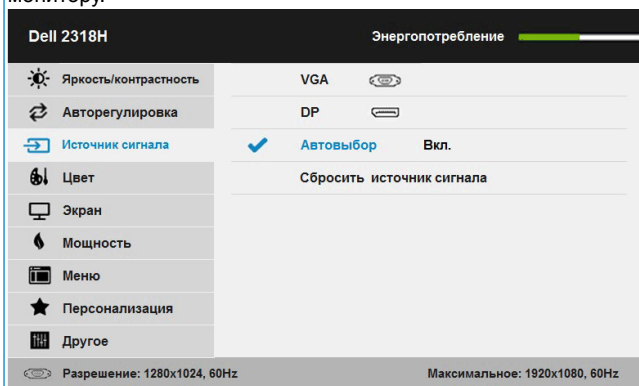 монитору.
Dell 2318H Энергопотребление
Яркость/контрастность VGA
Авторегулировка DP
Источник сигнала Автовыбор Вкл.
Цвет Сбросить источник сигнала
Экран
Мощность
Меню
Персонализация
Другое
Разрешение: 1280x1024, 60Hz Максимальное: 1920x1080, 60Hz